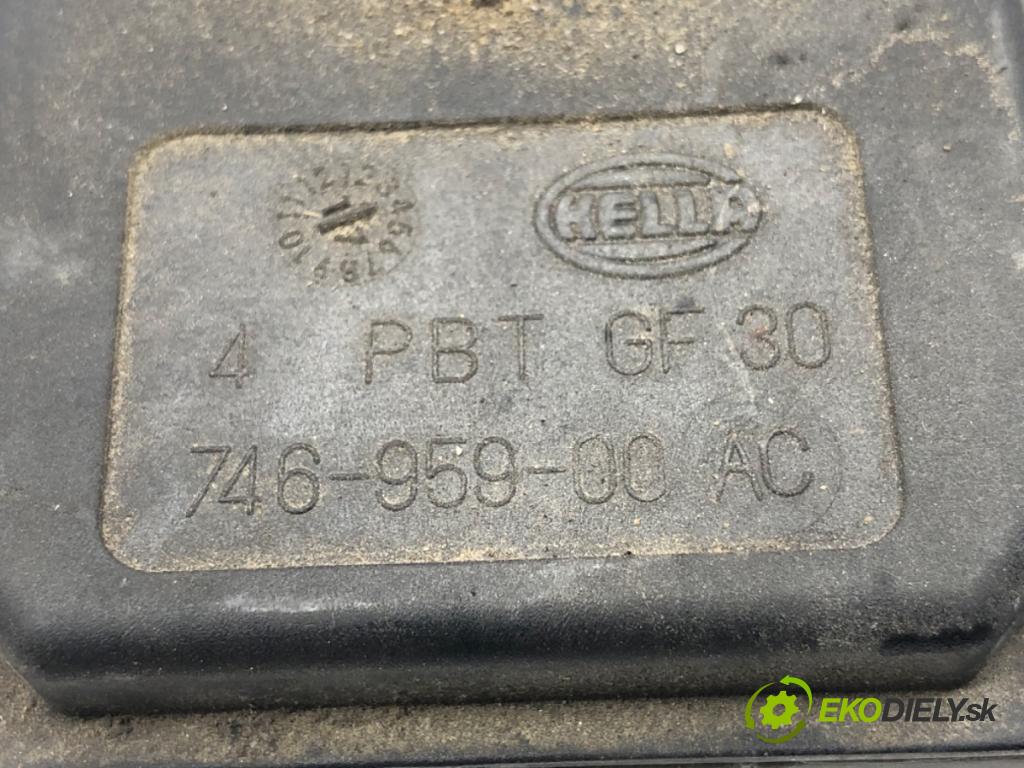 HELLA
4 PBT GF 30
746-959-00 AC
EKODIELY.sk